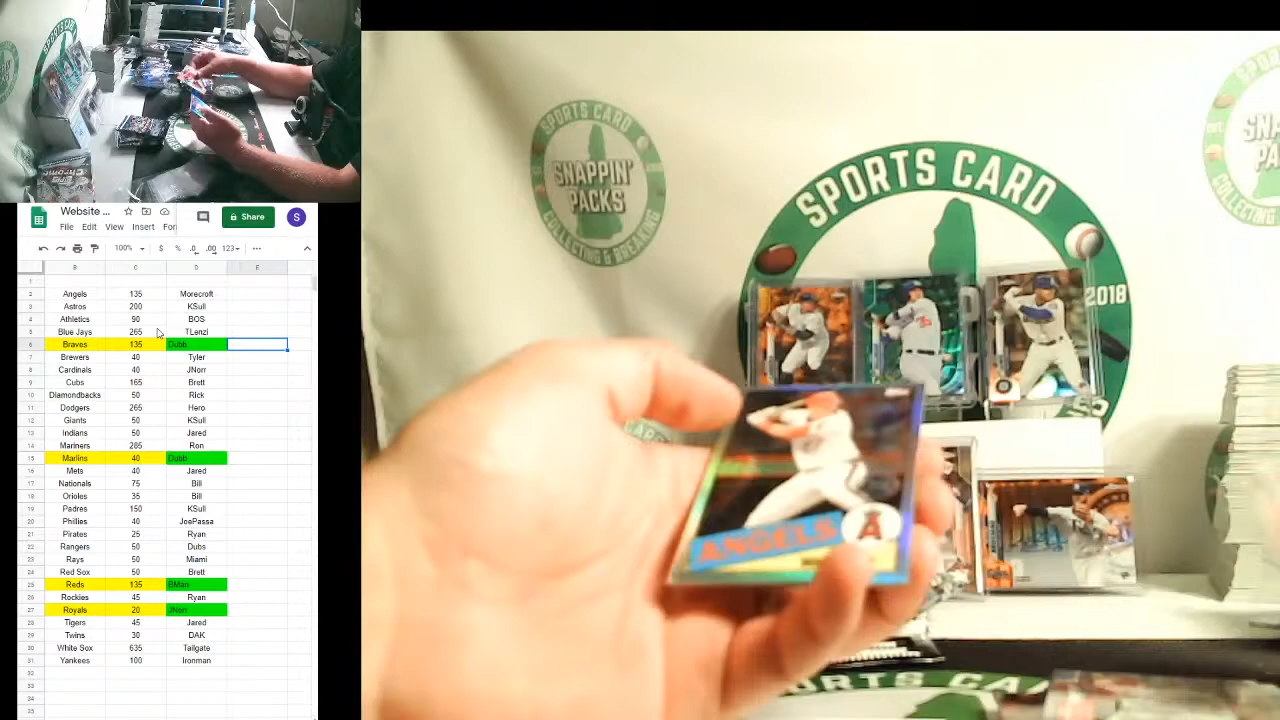 Website ...
Share
S
File Edit View Insert For
100% $ % .0 .00 123 ...
B C D E
1
2 Angels 135 Morecroft
3 Astros 200 KSull
4 Athletics 90 BOS
5 Blue Jays 265 TLanzi
6 Braves 135 Dubb
7 Brewers 40 Tyler
8 Cardinals 40 JNorr
9 Cubs 165 Brett
10 Diamondbacks 50 Rick
11 Dodgers 265 Hero
12 Giants 50 KSull
13 Indians 50 Jared
14 Mariners 285 Ron
15 Marlins 40 Dubb
16 Mets 40 Jared
17 Nationals 75 Bill
18 Orioles 35 Bill
19 Padres 150 KSull
20 Phillies 40 JoePassa
21 Pirates 25 Ryan
22 Rangers 50 Dubs
23 Rays 50 Miami
24 Red Sox 50 Brett
25 Reds 135 BMan
26 Rockies 45 Ryan
27 Royals 20 JNorr
28 Tigers 45 Jared
29 Twins 30 DAK
30 White Sox 635 Tailgate
31 Yankees 100 Ironman
32
33
34
35
SPORTS CARD
SNAPPIN'
PACKS
COLLECTING & BREAKING
SPORTS CARD
2018
ANGELS
A